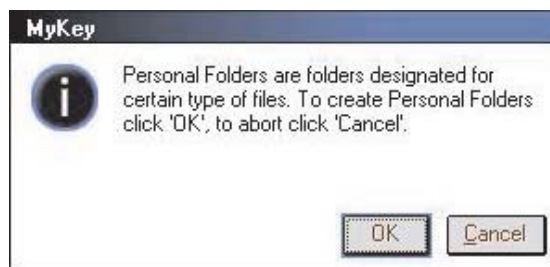 MyKey
Personal Folders are folders designated for
certain type of files. To create Personal Folders
click 'OK', to abort click 'Cancel'.
OK
Cancel